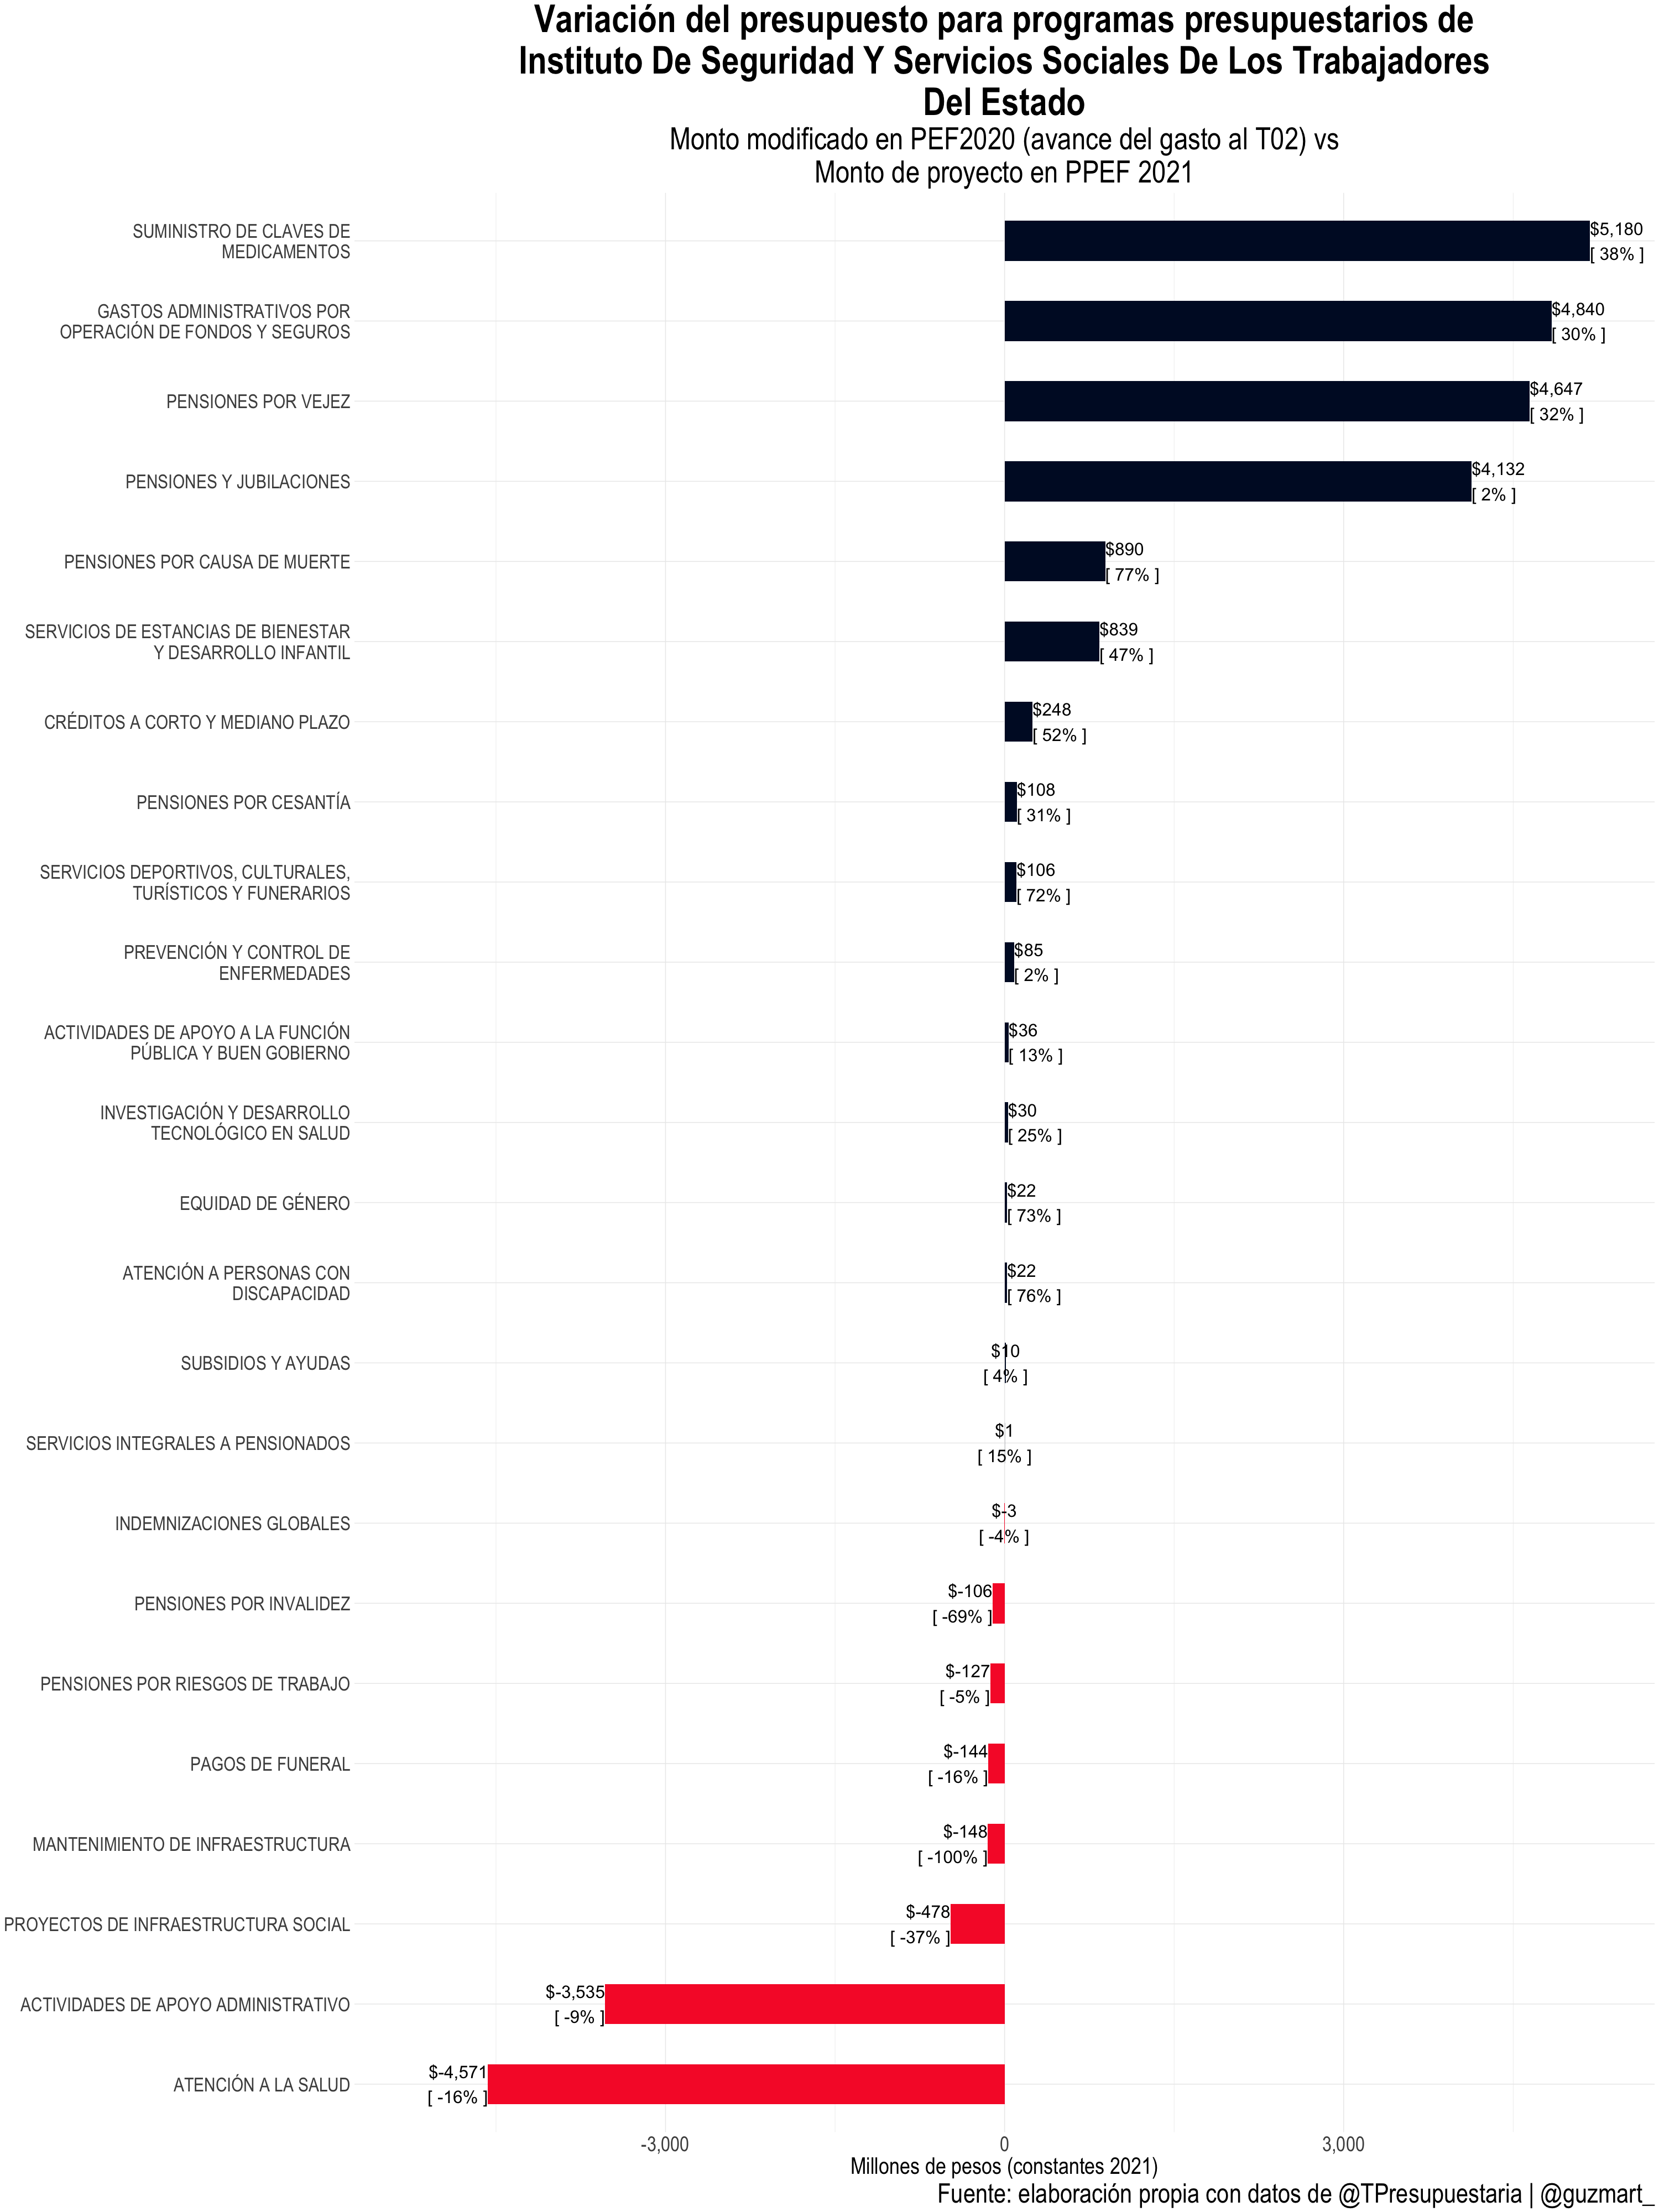 Variación del presupuesto para programas presupuestarios de
Instituto De Seguridad Y Servicios Sociales De Los Trabajadores
Del Estado
Monto modificado en PEF2020 (avance del gasto al T02) vs
Monto de proyecto en PPEF 2021
SUMINISTRO DE CLAVES DE
MEDICAMENTOS
$5,180
[ 38% ]
GASTOS ADMINISTRATIVOS POR
OPERACIÓN DE FONDOS Y SEGUROS
$4,840
[ 30% ]
PENSIONES POR VEJEZ
$4,647
[ 32% ]
PENSIONES Y JUBILACIONES
$4,132
[ 2% ]
PENSIONES POR CAUSA DE MUERTE
$890
[ 77% ]
SERVICIOS DE ESTANCIAS DE BIENESTAR
Y DESARROLLO INFANTIL
$839
[ 47% ]
CRÉDITOS A CORTO Y MEDIANO PLAZO
$248
[ 52% ]
PENSIONES POR CESANTÍA
$108
[ 31% ]
SERVICIOS DEPORTIVOS, CULTURALES,
TURÍSTICOS Y FUNERARIOS
$106
[ 72% ]
PREVENCIÓN Y CONTROL DE
ENFERMEDADES
$85
[ 2% ]
ACTIVIDADES DE APOYO A LA FUNCIÓN
PÚBLICA Y BUEN GOBIERNO
$36
[ 13% ]
INVESTIGACIÓN Y DESARROLLO
TECNOLÓGICO EN SALUD
$30
[ 25% ]
EQUIDAD DE GÉNERO
$22
[ 73% ]
ATENCIÓN A PERSONAS CON
DISCAPACIDAD
$22
[ 76% ]
SUBSIDIOS Y AYUDAS
$10
[ 4% ]
SERVICIOS INTEGRALES A PENSIONADOS
$1
[ 15% ]
INDEMNIZACIONES GLOBALES
$-3
[ -4% ]
PENSIONES POR INVALIDEZ
$-106
[ -69% ]
PENSIONES POR RIESGOS DE TRABAJO
$-127
[ -5% ]
PAGOS DE FUNERAL
$-144
[ -16% ]
MANTENIMIENTO DE INFRAESTRUCTURA
$-148
[ -100% ]
PROYECTOS DE INFRAESTRUCTURA SOCIAL
$-478
[ -37% ]
ACTIVIDADES DE APOYO ADMINISTRATIVO
$-3,535
[ -9% ]
ATENCIÓN A LA SALUD
$-4,571
[ -16% ]
-3,000
0
3,000
Millones de pesos (constantes 2021)
Fuente: elaboración propia con datos de @TPresupuestaria | @guzmart_